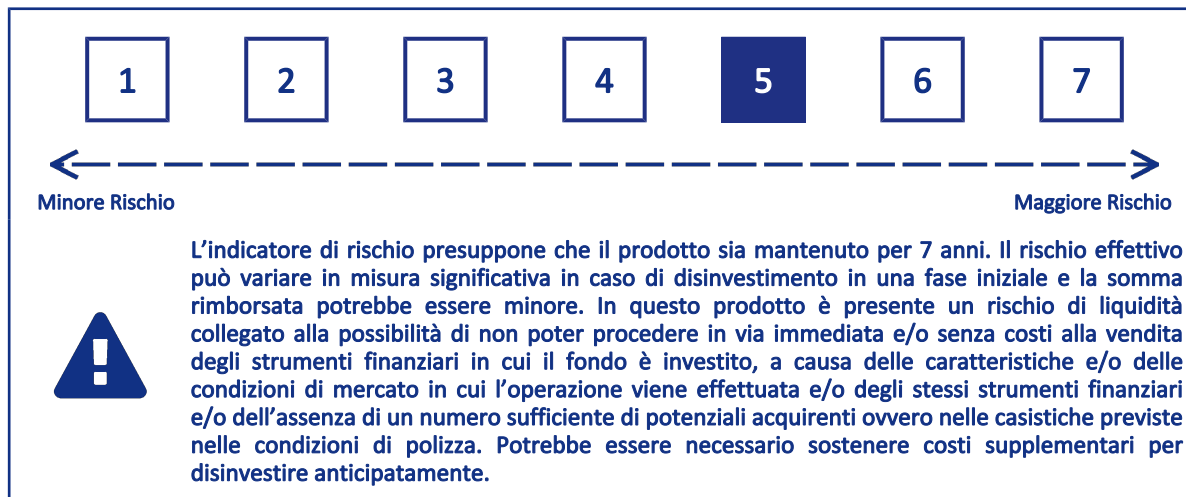 1 2 3 4 5 6 7
Minore Rischio Maggiore Rischio
L’indicatore di rischio presuppone che il prodotto sia mantenuto per 7 anni. Il rischio effettivo
può variare in misura significativa in caso di disinvestimento in una fase iniziale e la somma
rimborsata potrebbe essere minore. In questo prodotto è presente un rischio di liquidità
collegato alla possibilità di non poter procedere in via immediata e/o senza costi alla vendita
degli strumenti finanziari in cui il fondo è investito, a causa delle caratteristiche e/o delle
condizioni di mercato in cui l’operazione viene effettuata e/o degli stessi strumenti finanziari
e/o dell’assenza di un numero sufficiente di potenziali acquirenti ovvero nelle casistiche previste
nelle condizioni di polizza. Potrebbe essere necessario sostenere costi supplementari per
disinvestire anticipatamente.